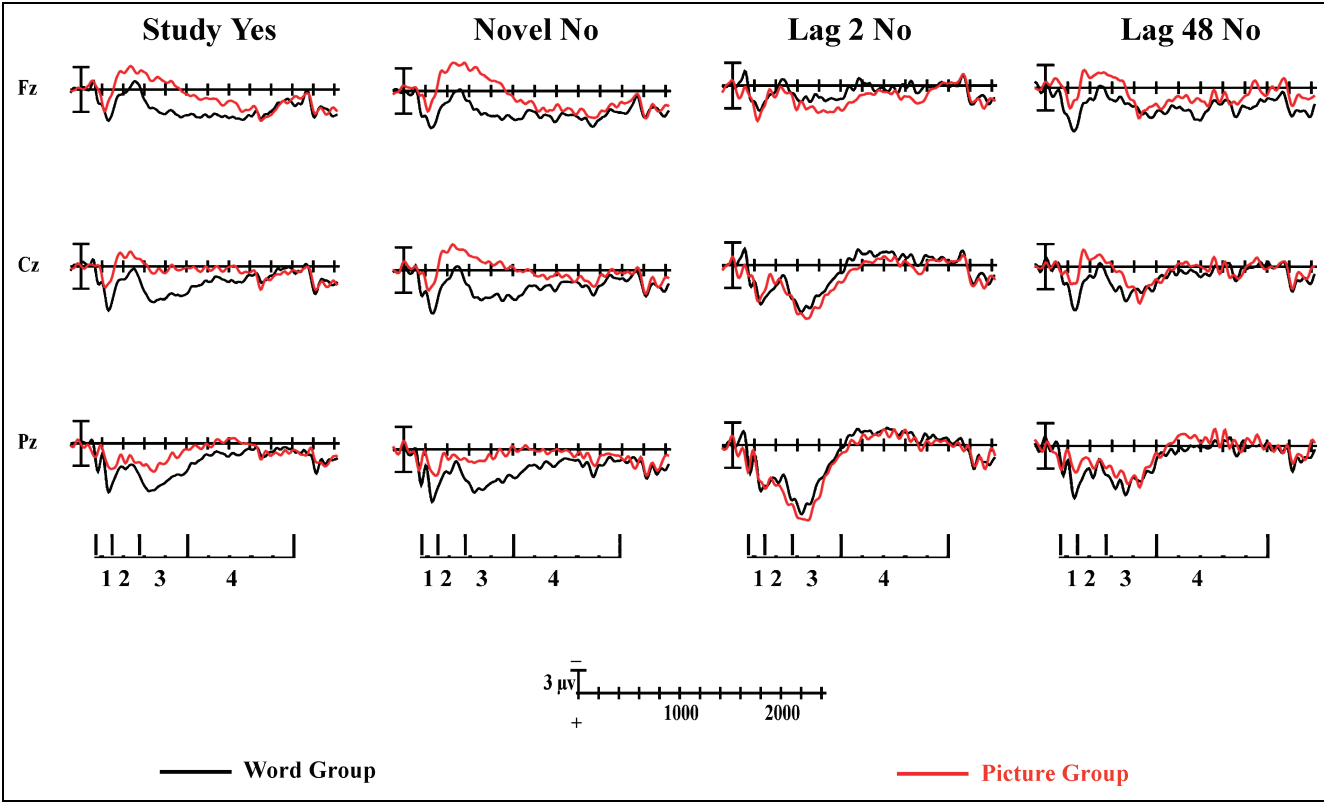 Study Yes Novel No Lag 2 No Lag 48 No
Fz
Cz
Pz
1 2 3 4 1 2 3 4 1 2 3 4 1 2 3 4
−
3 μv
+ 1000 2000
Word Group Picture Group